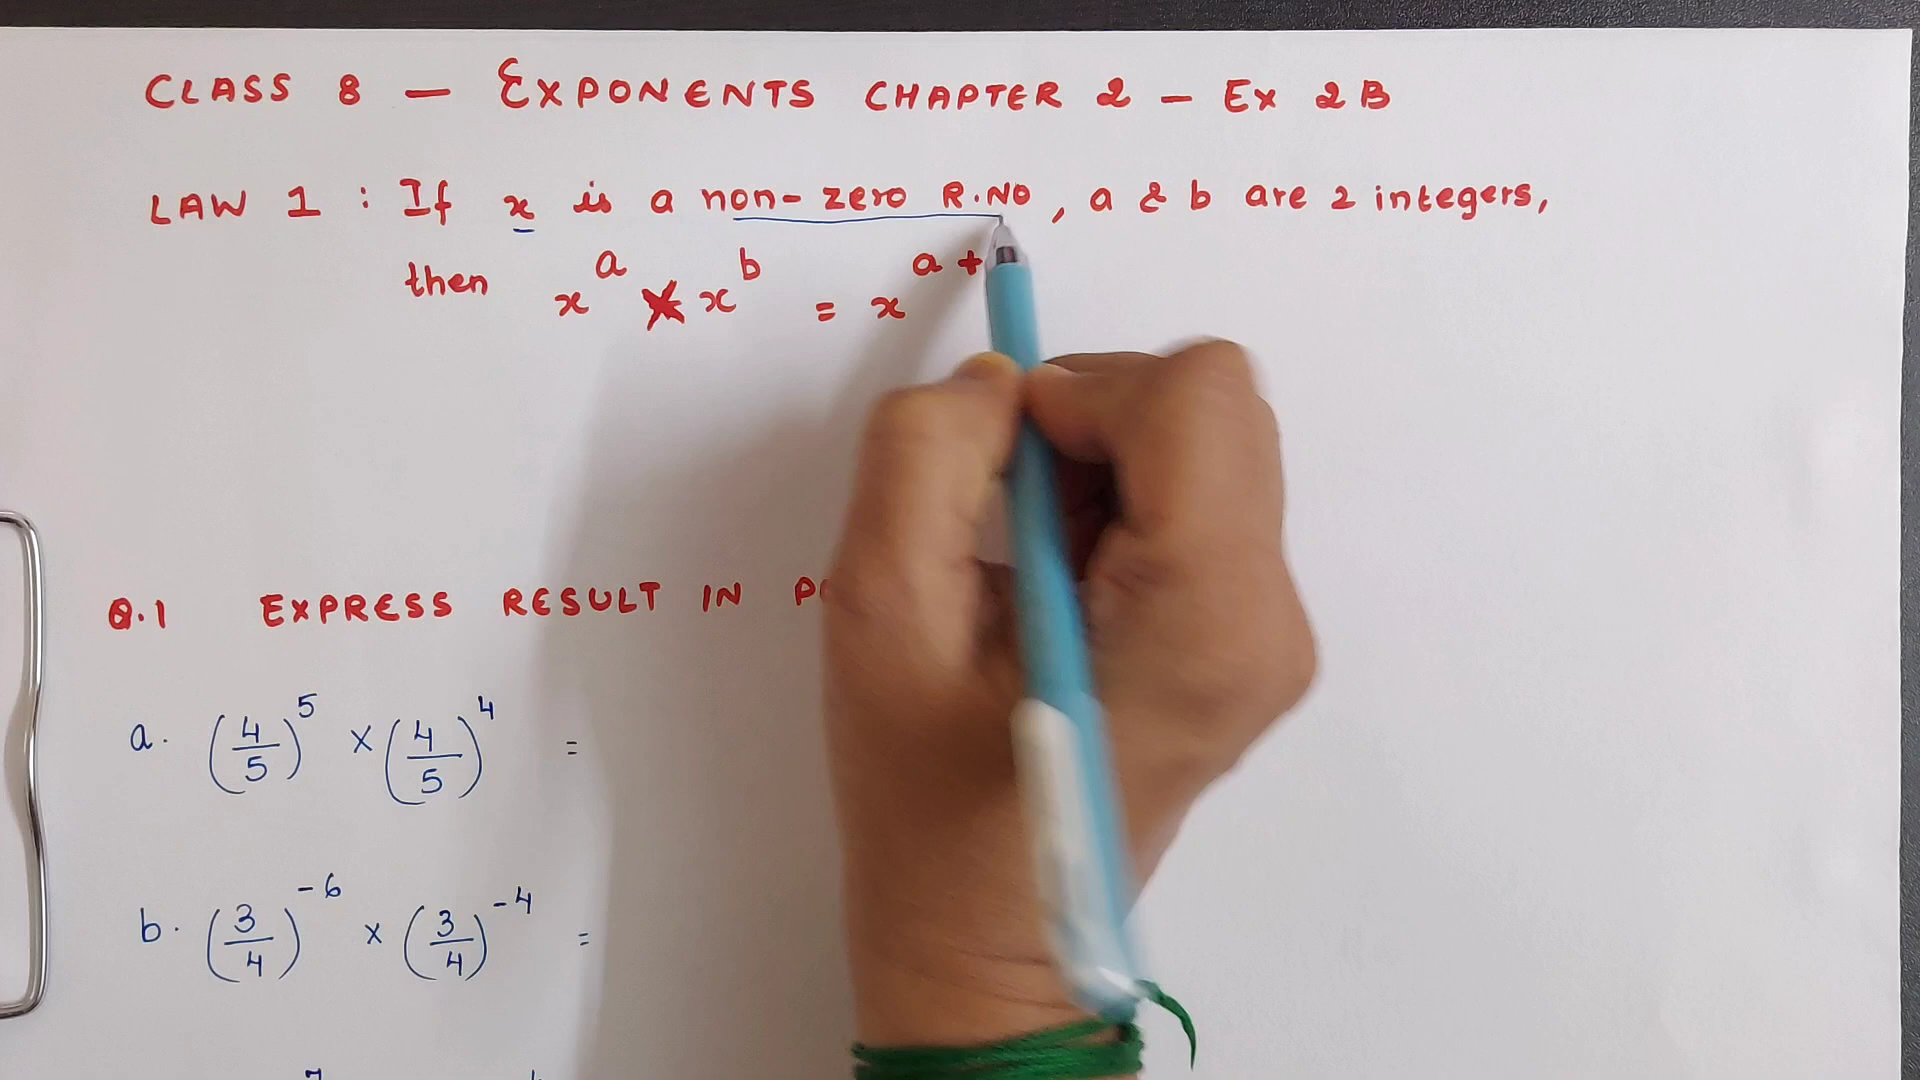 CLASS 8 — EXPONENTS CHAPTER 2 — Ex 2B
LAW 1 : If x is a non-zero R.NO, a & b are 2 integers,
then x^a × x^b = x^a +
Q.1 EXPRESS RESULT IN
a. (4/5)^5 × (4/5)^4 =
b. (3/4)^-6 × (3/4)^-4 =